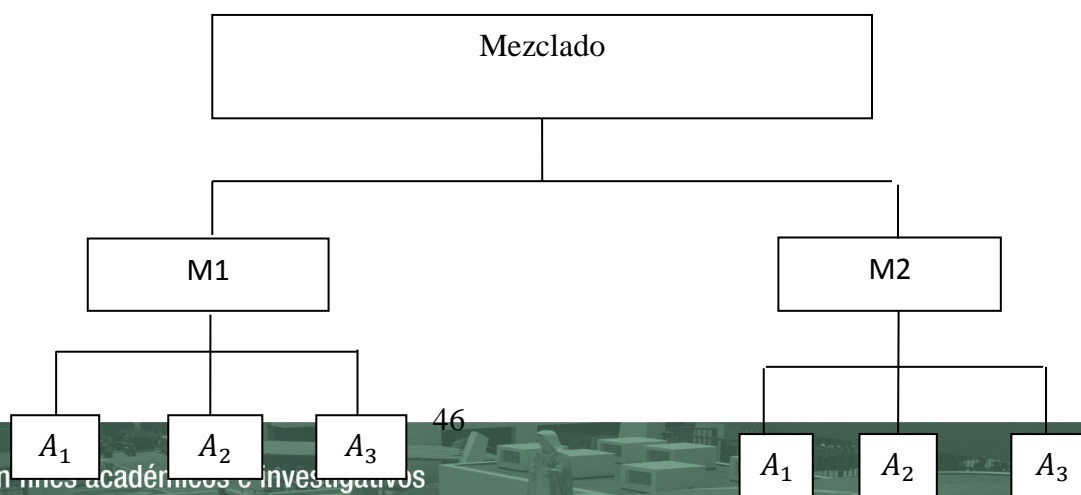 Mezclado
M1
M2
A₁
A₂
A₃
46
A₁
A₂
A₃
académicos e investigativos